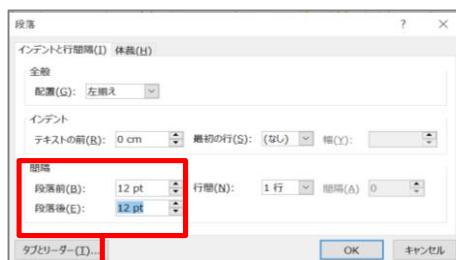 段落 ? ×
インデントと行間隔(I) 体裁(H)
全般
配置(G): 左揃え
インデント
テキストの前(R): 0 cm 最初の行(S): (なし) 幅(Y):
間隔
段落前(B): 12 pt 行間(N): 1 行 間隔(A) 0
段落後(E): 12 pt
タブとリーダー(T)... OK キャンセル